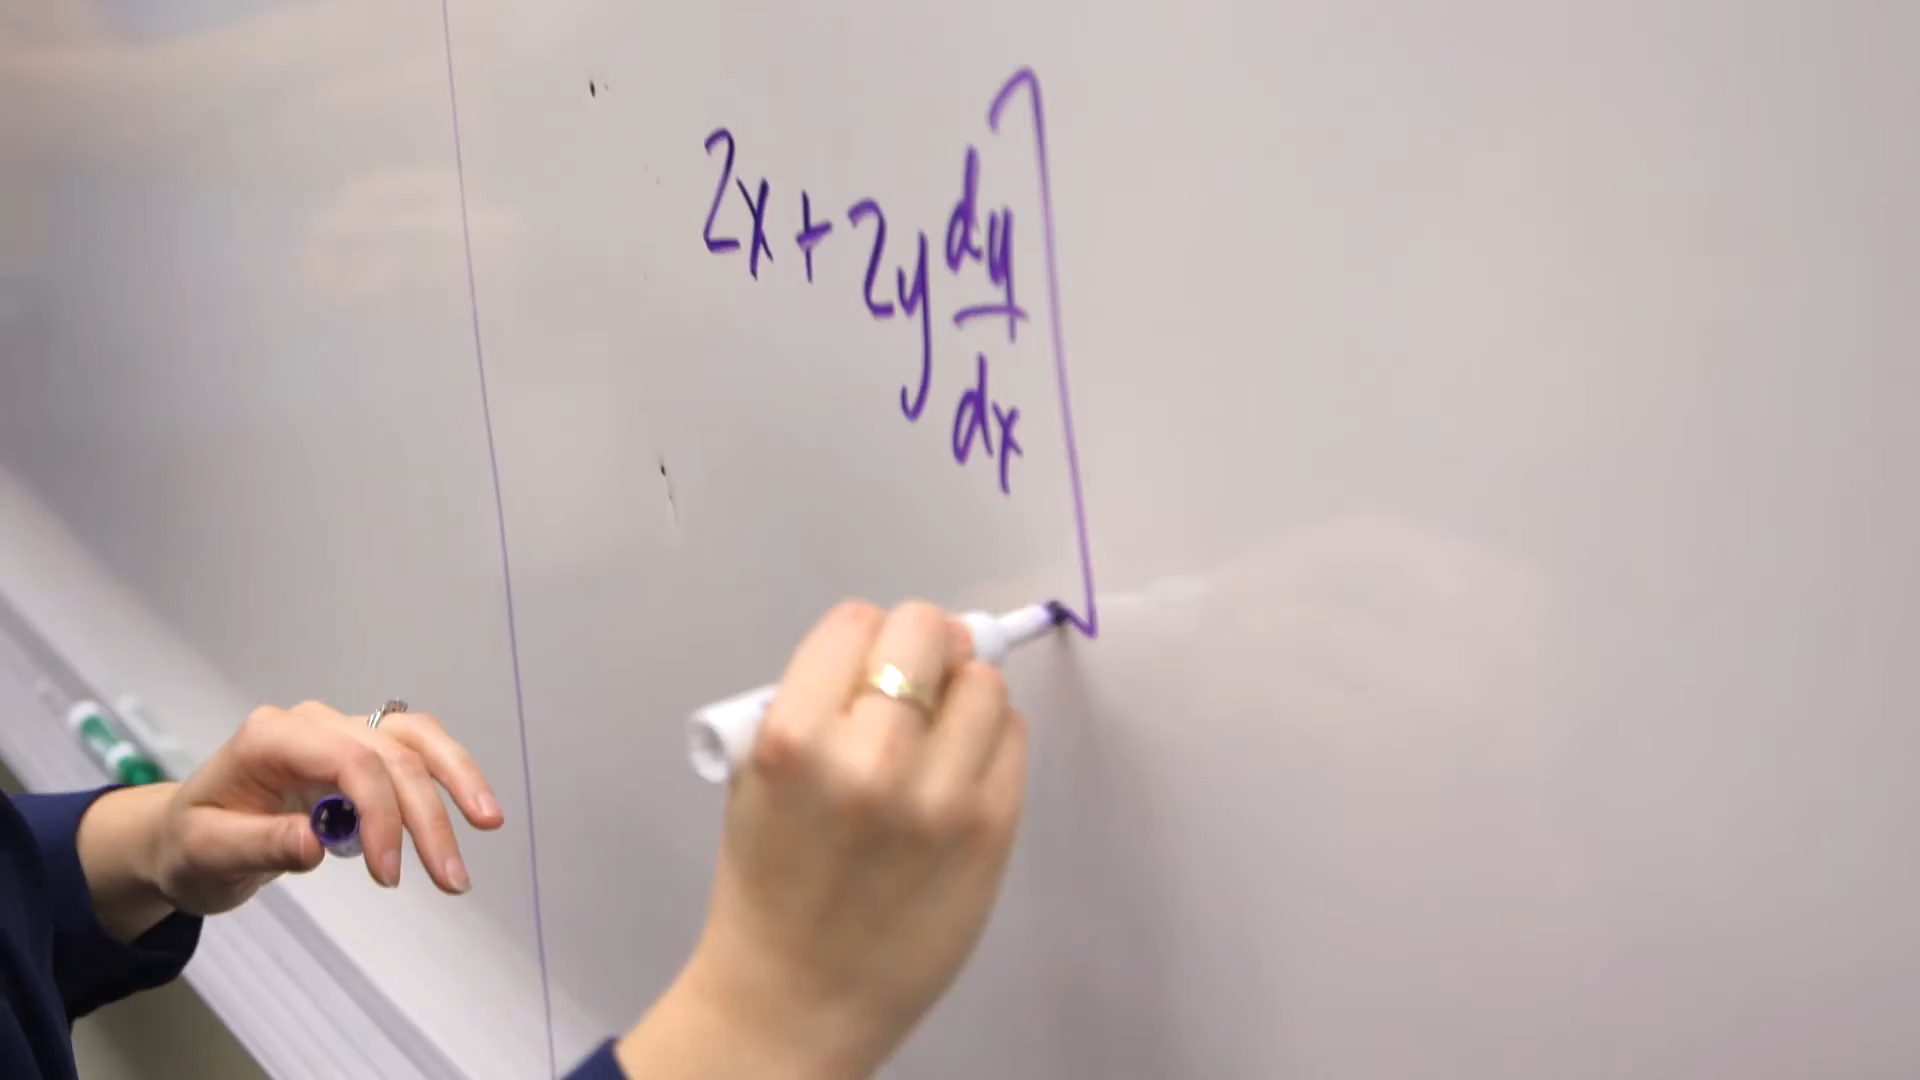 2x + 2y dy/dx ]